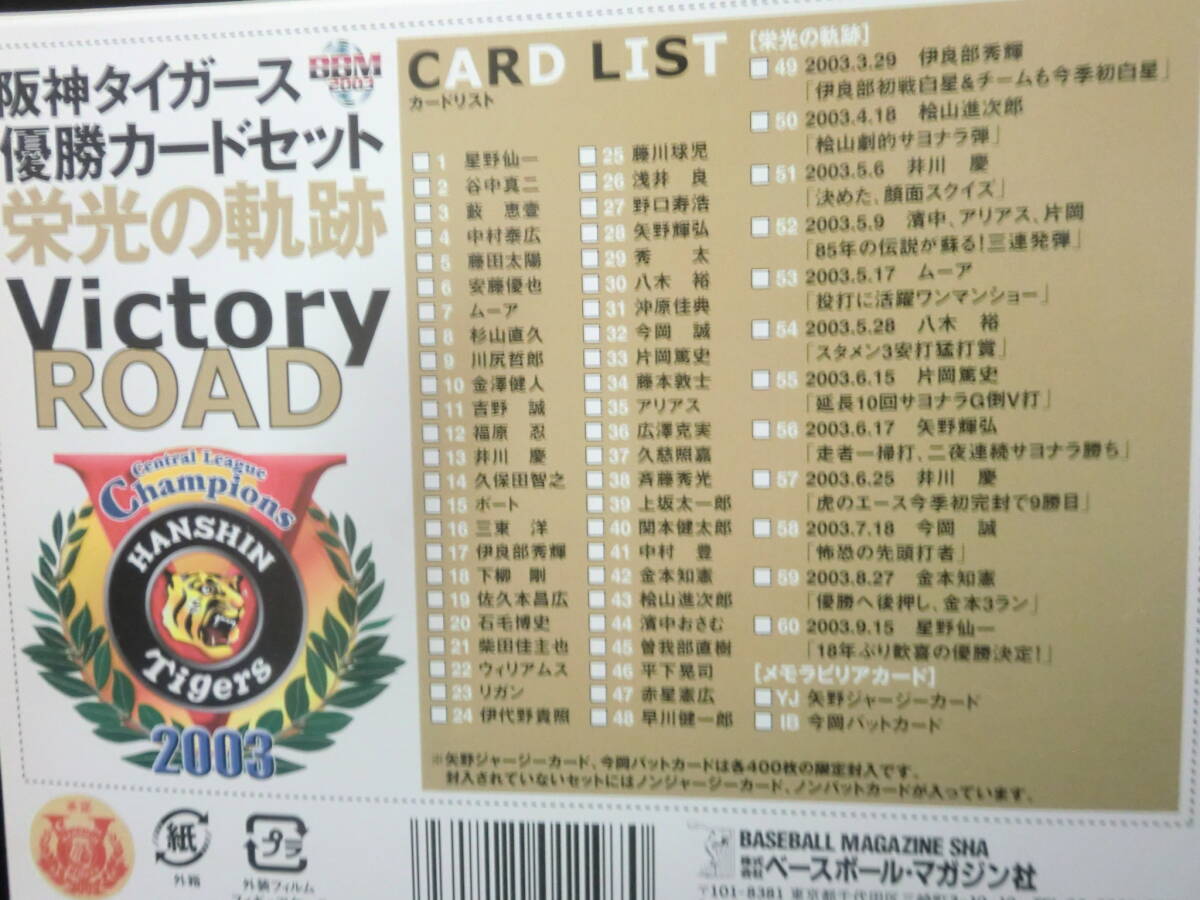 阪神タイガース
BBM
2003
優勝カードセット
栄光の軌跡
Victory
ROAD
Central League
Champions
HANSHIN
Tigers
2003
CARD LIST
カードリスト
1 星野仙一
2 谷中真二
3 藪 恵壹
4 中村泰広
5 藤田太陽
6 安藤優也
7 ムーア
8 杉山直久
9 川尻哲郎
10 金澤健人
11 吉野 誠
12 福原 忍
13 井川 慶
14 久保田智之
15 ポート
16 三東 洋
17 伊良部秀輝
18 下柳 剛
19 佐久本昌広
20 石毛博史
21 柴田佳主也
22 ウィリアムス
23 リガン
24 伊代野貴照
25 藤川球児
26 浅井 良
27 野口寿浩
28 矢野輝弘
29 秀 太
30 八木 裕
31 沖原佳典
32 今岡 誠
33 片岡篤史
34 藤本敦士
35 アリアス
36 広澤克実
37 久慈照嘉
38 斉藤秀光
39 上坂太一郎
40 関本健太郎
41 中村 豊
42 金本知憲
43 桧山進次郎
44 濱中おさむ
45 曽我部直樹
46 平下晃司
47 赤星憲広
48 早川健一郎
[栄光の軌跡]
49 2003.3.29 伊良部秀輝
「伊良部初戦白星&チームも今季初白星」
50 2003.4.18 桧山進次郎
「桧山劇的サヨナラ弾」
51 2003.5.6 井川 慶
「決めた、顔面スクイズ」
52 2003.5.9 濱中、アリアス、片岡
「85年の伝説が蘇る!三連発弾」
53 2003.5.17 ムーア
「投打に活躍ワンマンショー」
54 2003.5.28 八木 裕
「スタメン3安打猛打賞」
55 2003.6.15 片岡篤史
「延長10回サヨナラG倒V打」
56 2003.6.17 矢野輝弘
「走者一掃打、二夜連続サヨナラ勝ち」
57 2003.6.25 井川 慶
「虎のエース今季初完封で9勝目」
58 2003.7.18 今岡 誠
「怖恐の先頭打者」
59 2003.8.27 金本知憲
「優勝へ後押し、金本3ラン」
60 2003.9.15 星野仙一
「18年ぶり歓喜の優勝決定!」
[メモラビリアカード]
YJ 矢野ジャージーカード
IB 今岡バットカード
※矢野ジャージーカード、今岡バットカードは各400枚の限定封入です。
封入されていないセットにはノンジャージーカード、ノンバットカードが入っています。
紙
外箱
プラ
外装フィルム
BASEBALL MAGAZINE SHA
株式会社 ベースボール・マガジン社
〒101-8381 東京都千代田区三崎町